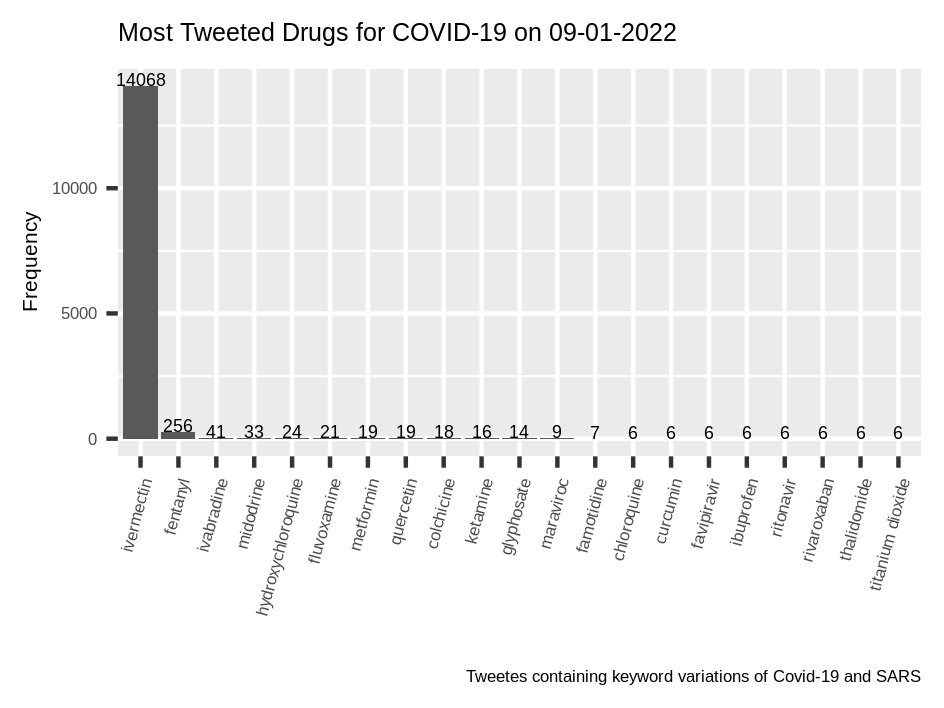 Most Tweeted Drugs for COVID-19 on 09-01-2022
Frequency
10000
5000
0
14068
256
41
33
24
21
19
19
18
16
14
9
7
6
6
6
6
6
6
6
6
ivermectin
fentanyl
ivabradine
midodrine
hydroxychloroquine
fluvoxamine
metformin
quercetin
colchicine
ketamine
glyphosate
maraviroc
famotidine
chloroquine
curcumin
favipiravir
ibuprofen
ritonavir
rivaroxaban
thalidomide
titanium dioxide
Tweetes containing keyword variations of Covid-19 and SARS